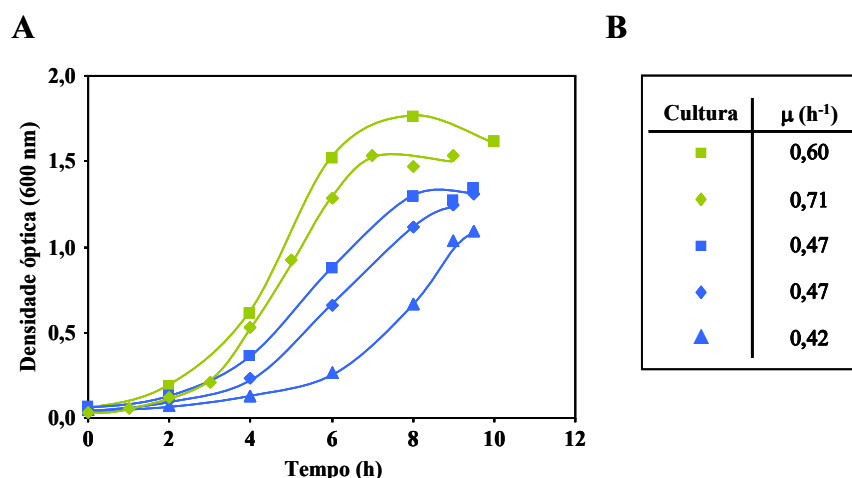 A
B
2,0
1,5
1,0
0,5
0,0
Densidade óptica (600 nm)
0 2 4 6 8 10 12
Tempo (h)
Cultura μ (h-1)
0,60
0,71
0,47
0,47
0,42